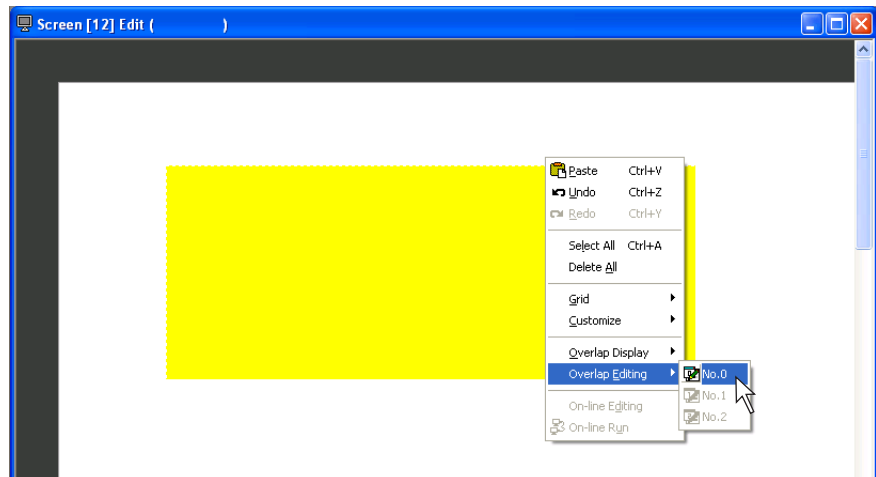 Screen [12] Edit (          )
Paste Ctrl+V
Undo Ctrl+Z
Redo Ctrl+Y
Select All Ctrl+A
Delete All
Grid
Customize
Overlap Display
Overlap Editing
No.0
No.1
No.2
On-line Editing
On-line Run